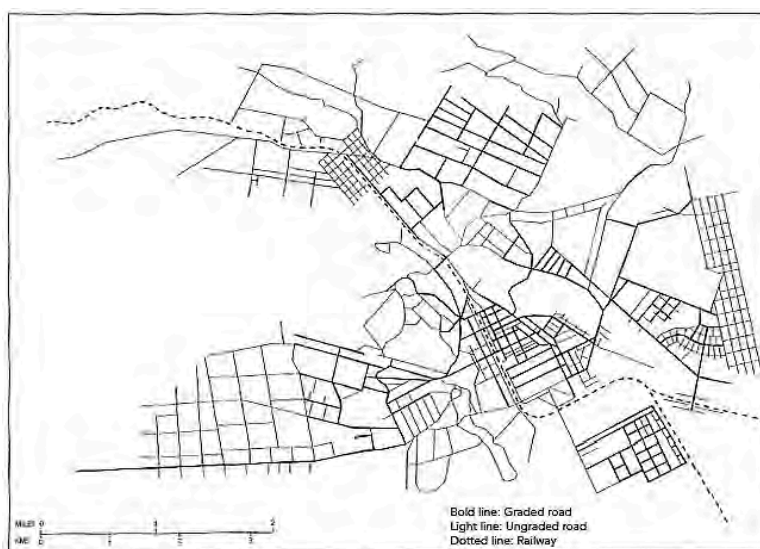 MILES 0 1 2
KMS 0 1 2 3
Bold line: Graded road
Light line: Ungraded road
Dotted line: Railway